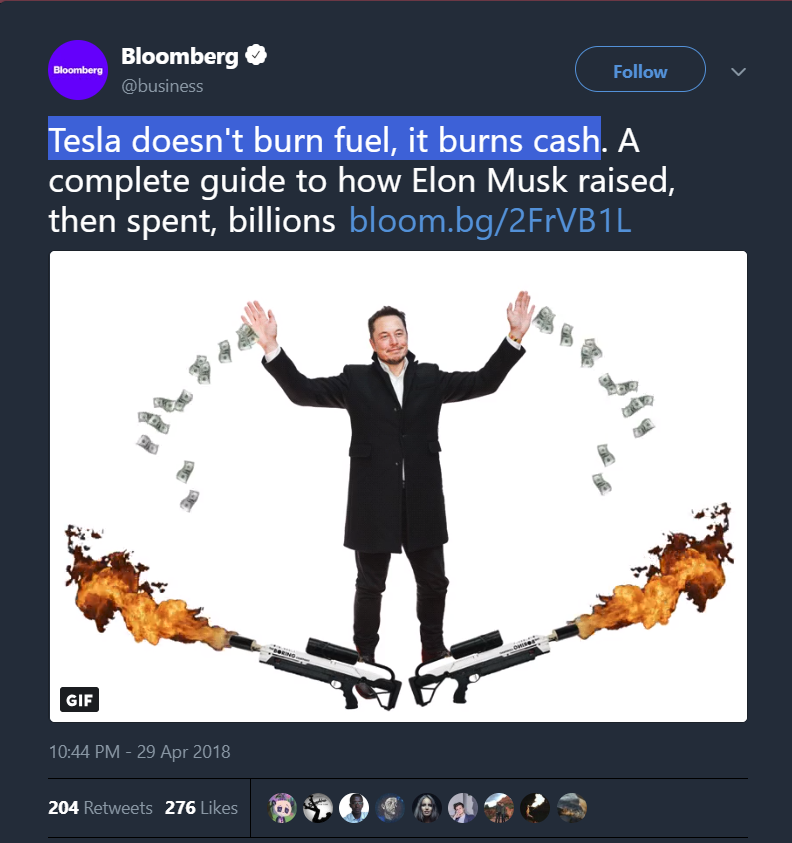 Bloomberg
Bloomberg
@business
Follow
Tesla doesn't burn fuel, it burns cash. A
complete guide to how Elon Musk raised,
then spent, billions bloom.bg/2FrVB1L
BORING
BORING
GIF
10:44 PM - 29 Apr 2018
204 Retweets 276 Likes